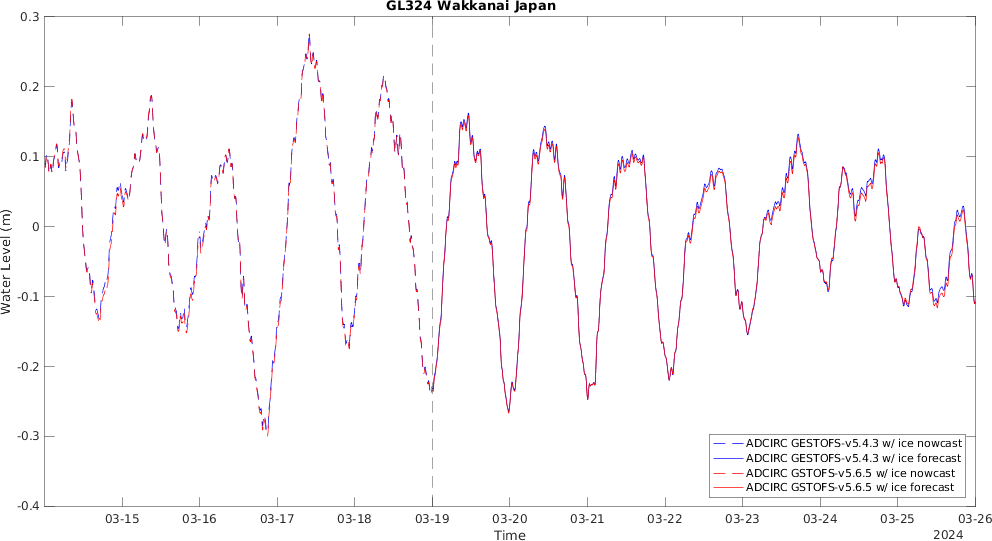 GL324 Wakkanai Japan
0.3
0.2
0.1
0
-0.1
-0.2
-0.3
-0.4
Water Level (m)
ADCIRC GESTOFS-v5.4.3 w/ ice nowcast
ADCIRC GESTOFS-v5.4.3 w/ ice forecast
ADCIRC GSTOFS-v5.6.5 w/ ice nowcast
ADCIRC GSTOFS-v5.6.5 w/ ice forecast
03-15 03-16 03-17 03-18 03-19 03-20 03-21 03-22 03-23 03-24 03-25 03-26
Time
2024